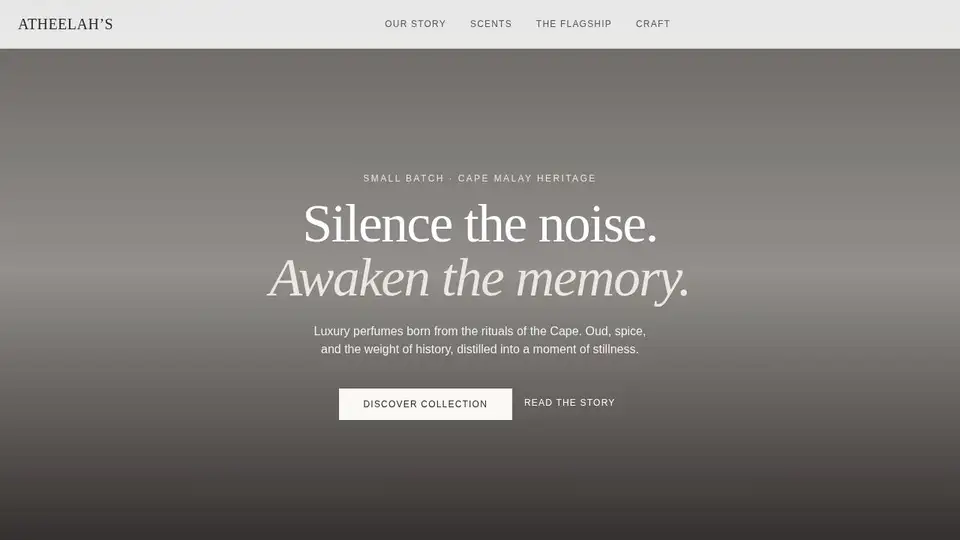 ATHEELAH’S
OUR STORY SCENTS THE FLAGSHIP CRAFT
SMALL BATCH · CAPE MALAY HERITAGE
Silence the noise.
Awaken the memory.
Luxury perfumes born from the rituals of the Cape. Oud, spice,
and the weight of history, distilled into a moment of stillness.
DISCOVER COLLECTION
READ THE STORY